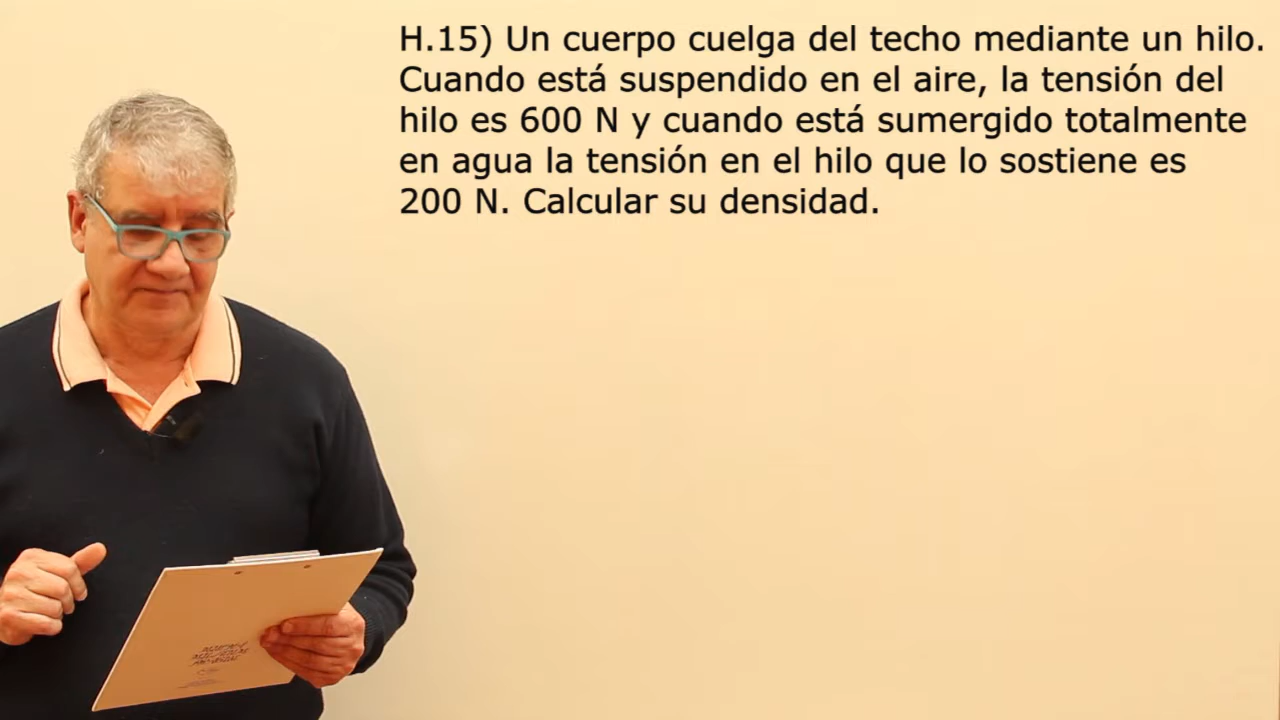 H.15) Un cuerpo cuelga del techo mediante un hilo.
Cuando está suspendido en el aire, la tensión del
hilo es 600 N y cuando está sumergido totalmente
en agua la tensión en el hilo que lo sostiene es
200 N. Calcular su densidad.